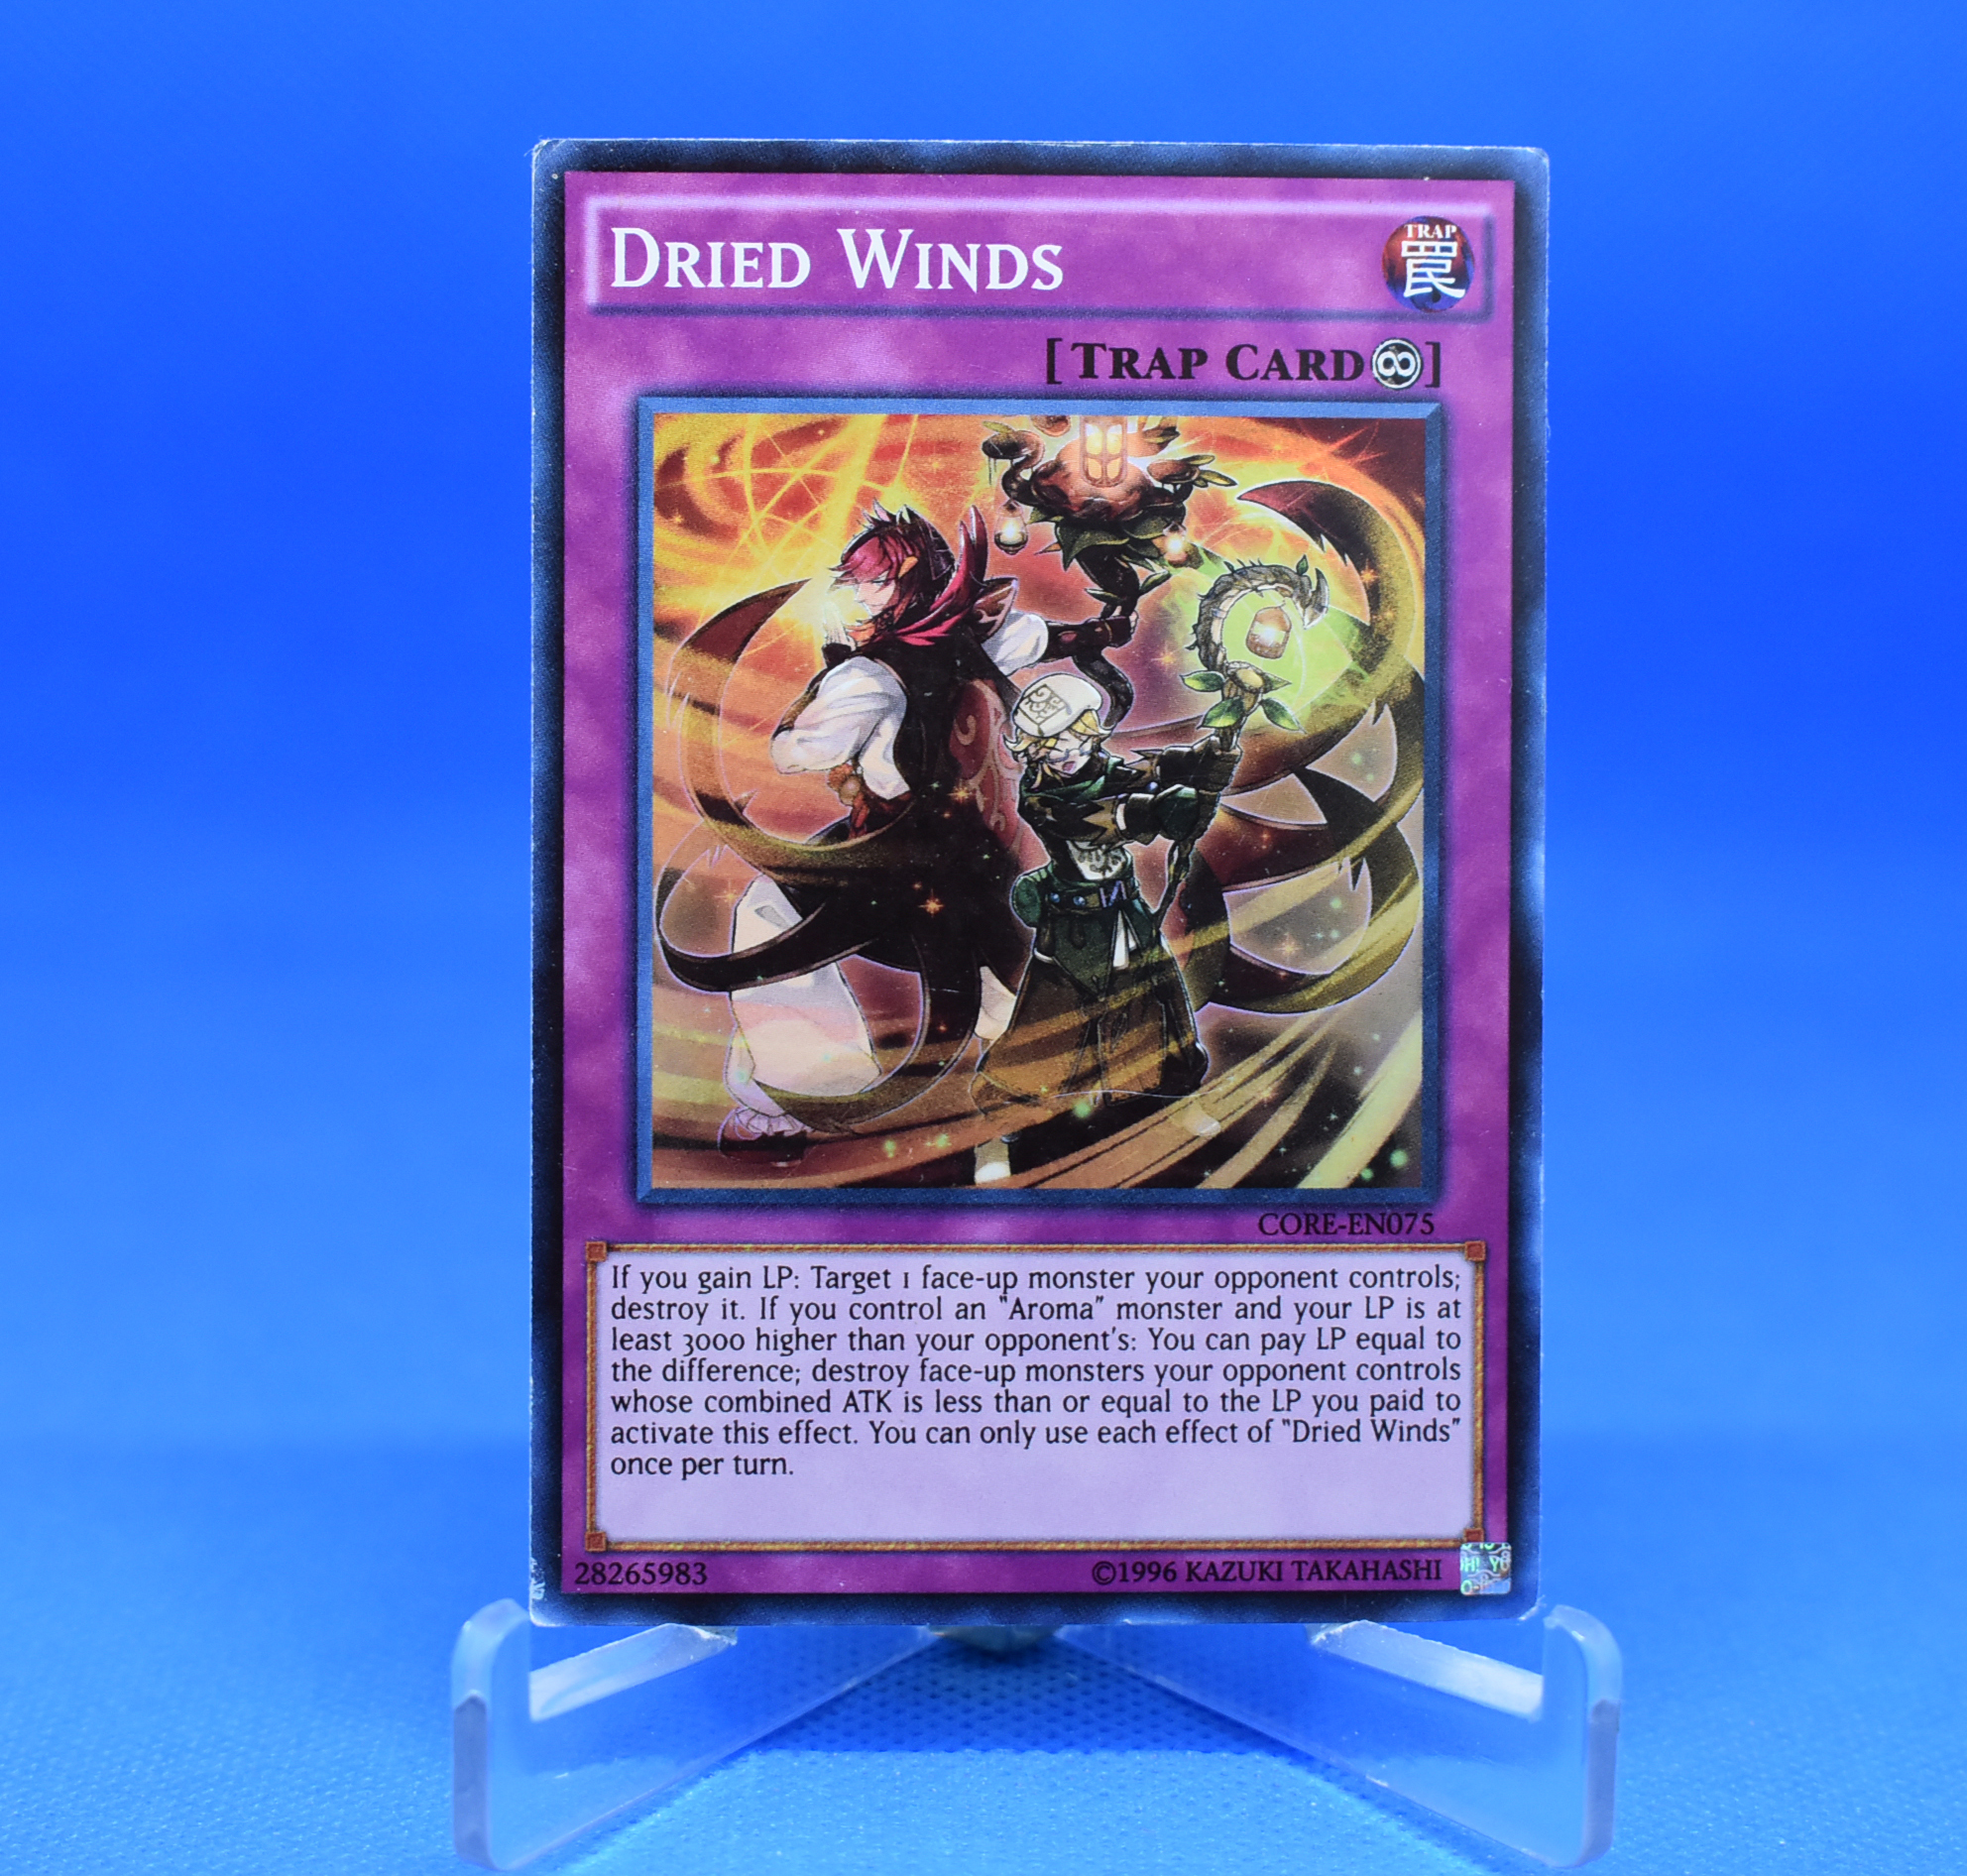 DRIED WINDS
TRAP
罠
[TRAP CARD∞]
CORE-EN075
If you gain LP: Target 1 face-up monster your opponent controls;
destroy it. If you control an "Aroma" monster and your LP is at
least 3000 higher than your opponent's: You can pay LP equal to
the difference; destroy face-up monsters your opponent controls
whose combined ATK is less than or equal to the LP you paid to
activate this effect. You can only use each effect of "Dried Winds"
once per turn.
28265983
©1996 KAZUKI TAKAHASHI